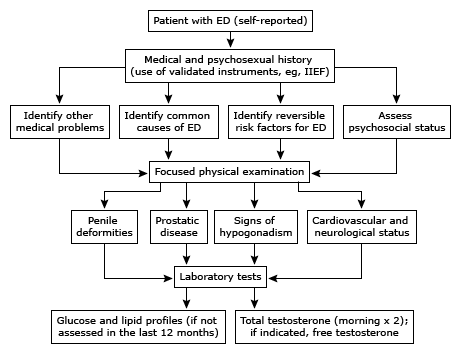 Patient with ED (self-reported)
Medical and psychosexual history
(use of validated instruments, eg, IIEF)
Identify other
medical problems
Identify common
causes of ED
Identify reversible
risk factors for ED
Assess
psychosocial status
Focused physical examination
Penile
deformities
Prostatic
disease
Signs of
hypogonadism
Cardiovascular and
neurological status
Laboratory tests
Glucose and lipid profiles (if not
assessed in the last 12 months)
Total testosterone (morning x 2);
if indicated, free testosterone